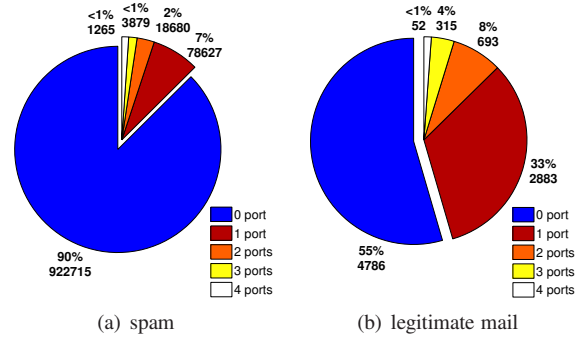 <1%
1265
<1%
3879
2%
18680
7%
78627
90%
922715
0 port
1 port
2 ports
3 ports
4 ports
(a) spam
<1%
52
4%
315
8%
693
33%
2883
55%
4786
0 port
1 port
2 ports
3 ports
4 ports
(b) legitimate mail